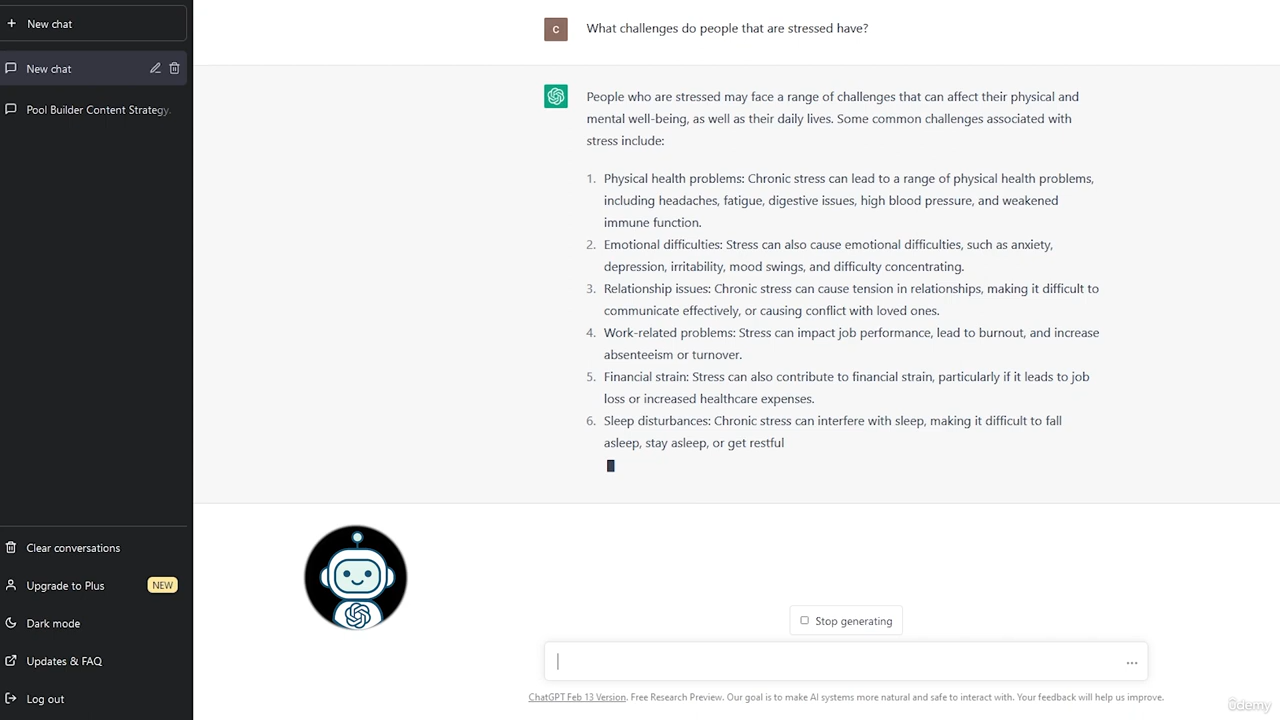 New chat
New chat
Pool Builder Content Strategy.
Clear conversations
Upgrade to Plus NEW
Dark mode
Updates & FAQ
Log out
C What challenges do people that are stressed have?
People who are stressed may face a range of challenges that can affect their physical and
mental well-being, as well as their daily lives. Some common challenges associated with
stress include:
1. Physical health problems: Chronic stress can lead to a range of physical health problems,
including headaches, fatigue, digestive issues, high blood pressure, and weakened
immune function.
2. Emotional difficulties: Stress can also cause emotional difficulties, such as anxiety,
depression, irritability, mood swings, and difficulty concentrating.
3. Relationship issues: Chronic stress can cause tension in relationships, making it difficult to
communicate effectively, or causing conflict with loved ones.
4. Work-related problems: Stress can impact job performance, lead to burnout, and increase
absenteeism or turnover.
5. Financial strain: Stress can also contribute to financial strain, particularly if it leads to job
loss or increased healthcare expenses.
6. Sleep disturbances: Chronic stress can interfere with sleep, making it difficult to fall
asleep, stay asleep, or get restful
Stop generating
ChatGPT Feb 13 Version. Free Research Preview. Our goal is to make AI systems more natural and safe to interact with. Your feedback will help us improve.
ûdemy